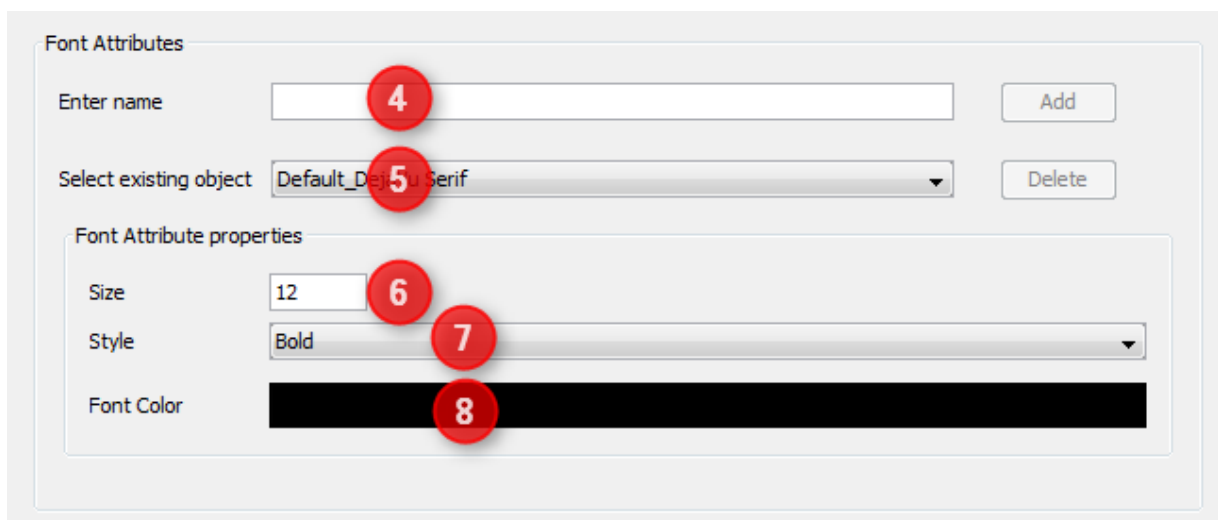 Font Attributes
Enter name 4 Add
Select existing object Default_Dej 5 u Serif Delete
Font Attribute properties
Size 12 6
Style Bold 7
Font Color 8